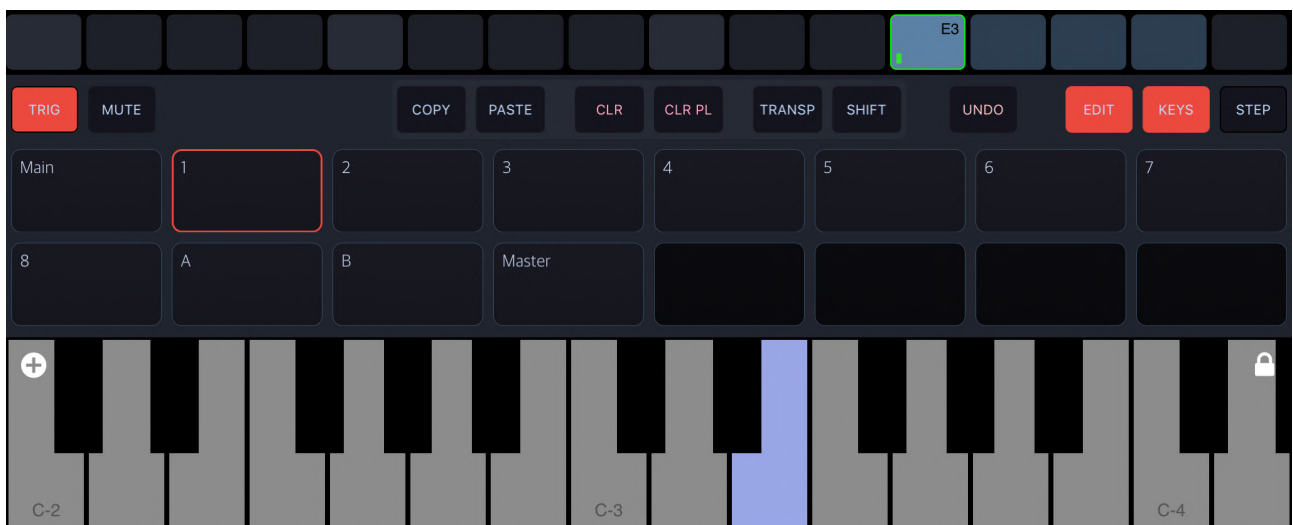 E3
TRIG MUTE COPY PASTE CLR CLR PL TRANSP SHIFT UNDO EDIT KEYS STEP
Main 1 2 3 4 5 6 7
8 A B Master
C-2 C-3 C-4